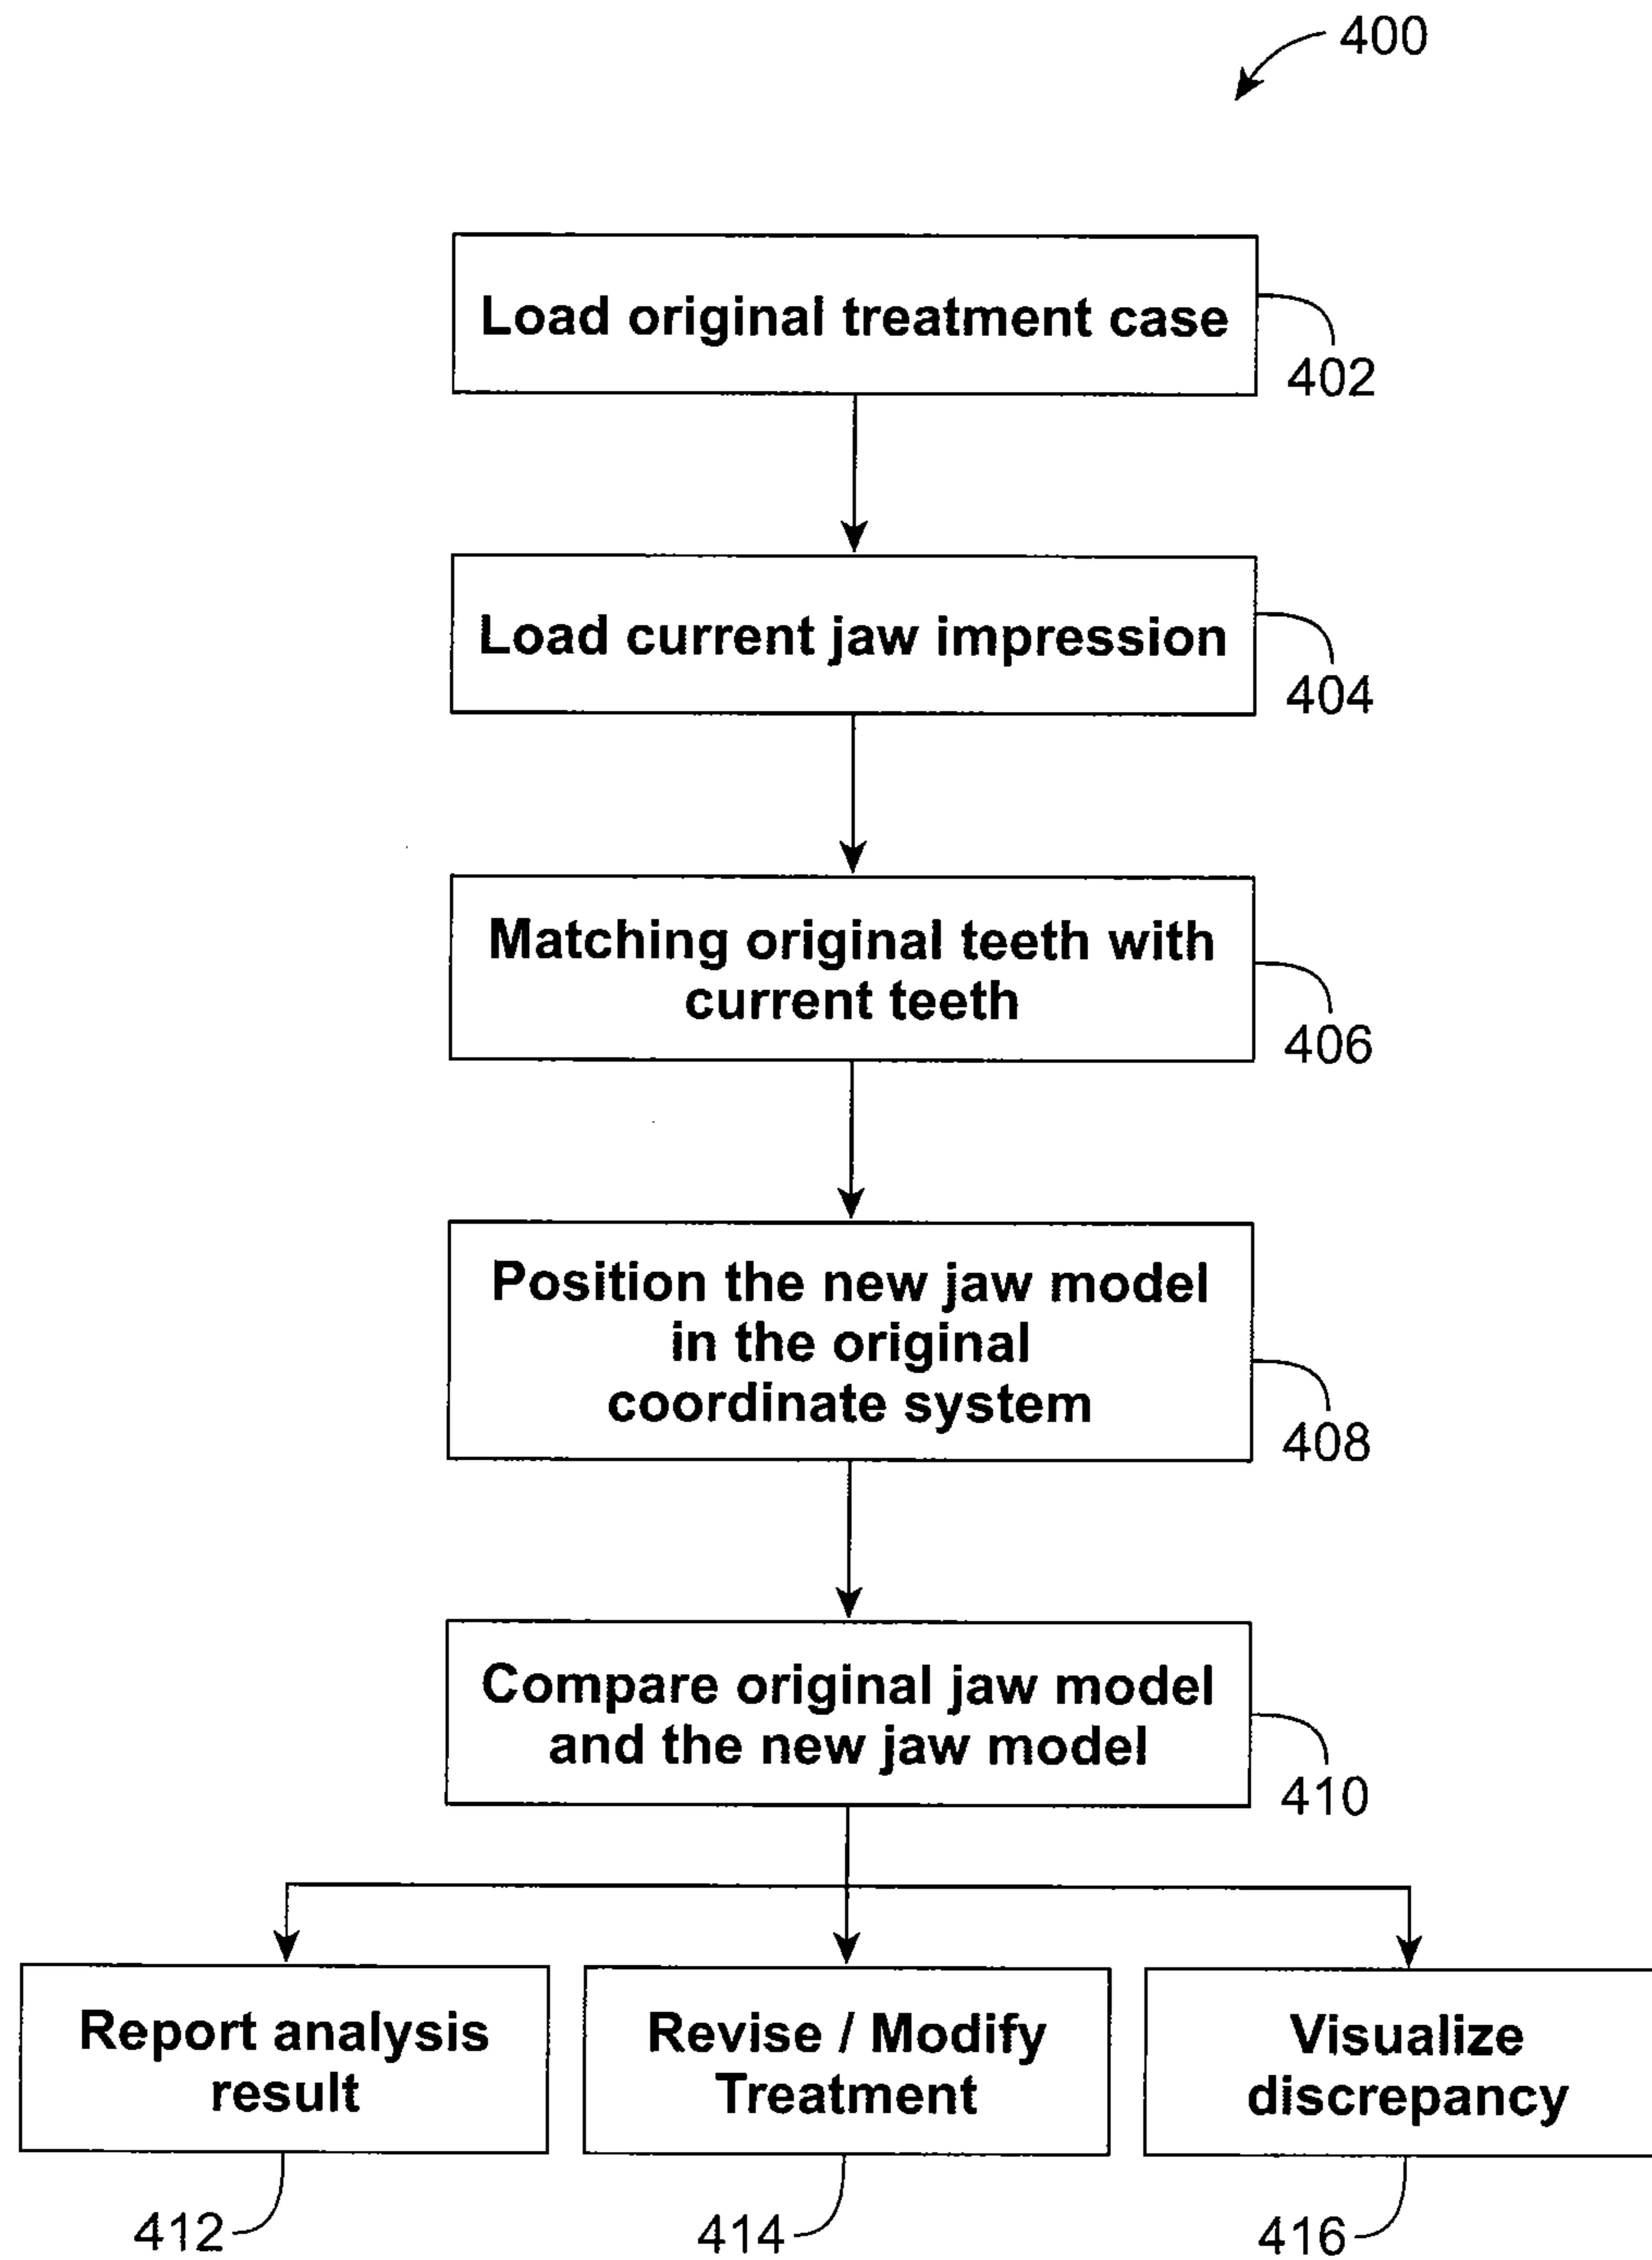 400
Load original treatment case
402
Load current jaw impression
404
Matching original teeth with
current teeth
406
Position the new jaw model
in the original
coordinate system
408
Compare original jaw model
and the new jaw model
410
Report analysis
result
412
Revise / Modify
Treatment
414
Visualize
discrepancy
416